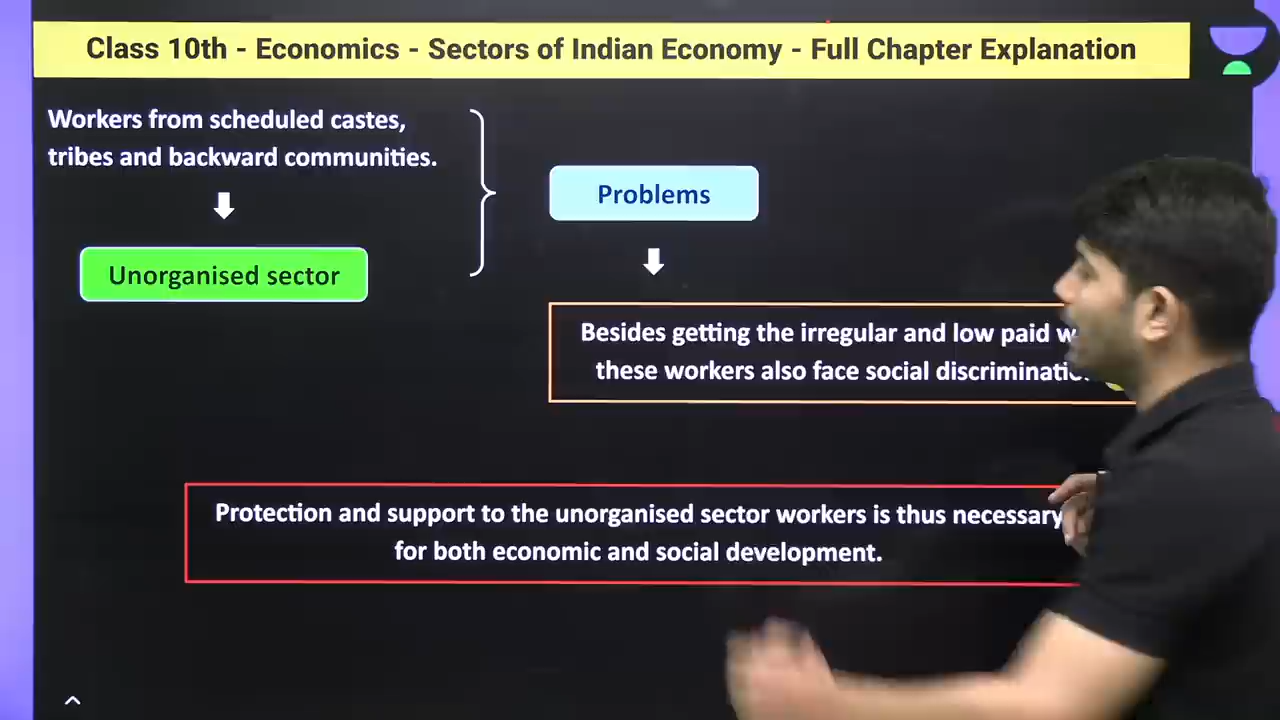 Class 10th - Economics - Sectors of Indian Economy - Full Chapter Explanation
Workers from scheduled castes,
tribes and backward communities.
Unorganised sector
Problems
Besides getting the irregular and low paid
these workers also face social
Protection and support to the unorganised sector workers is thus necessary
for both economic and social development.